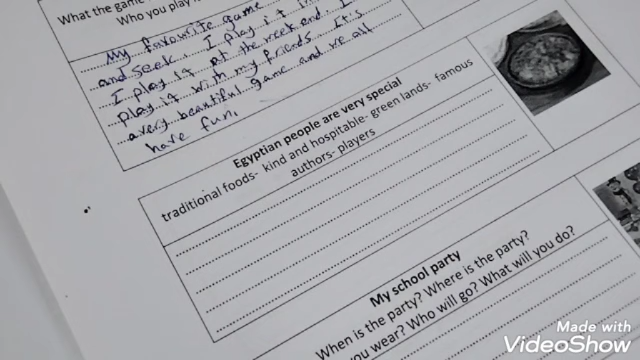 What the game
Who you play
My favourite game
and seek. I play it in
I play it at the weekend. I
play it with my friends. It's
avery beautiful game and we all
have fun.
Egyptian people are very special
traditional foods- kind and hospitable- green lands- famous
authors- players
My school party
When is the party? Where is the party?
you wear? Who will go? What will you do?
Made with
VideoShow